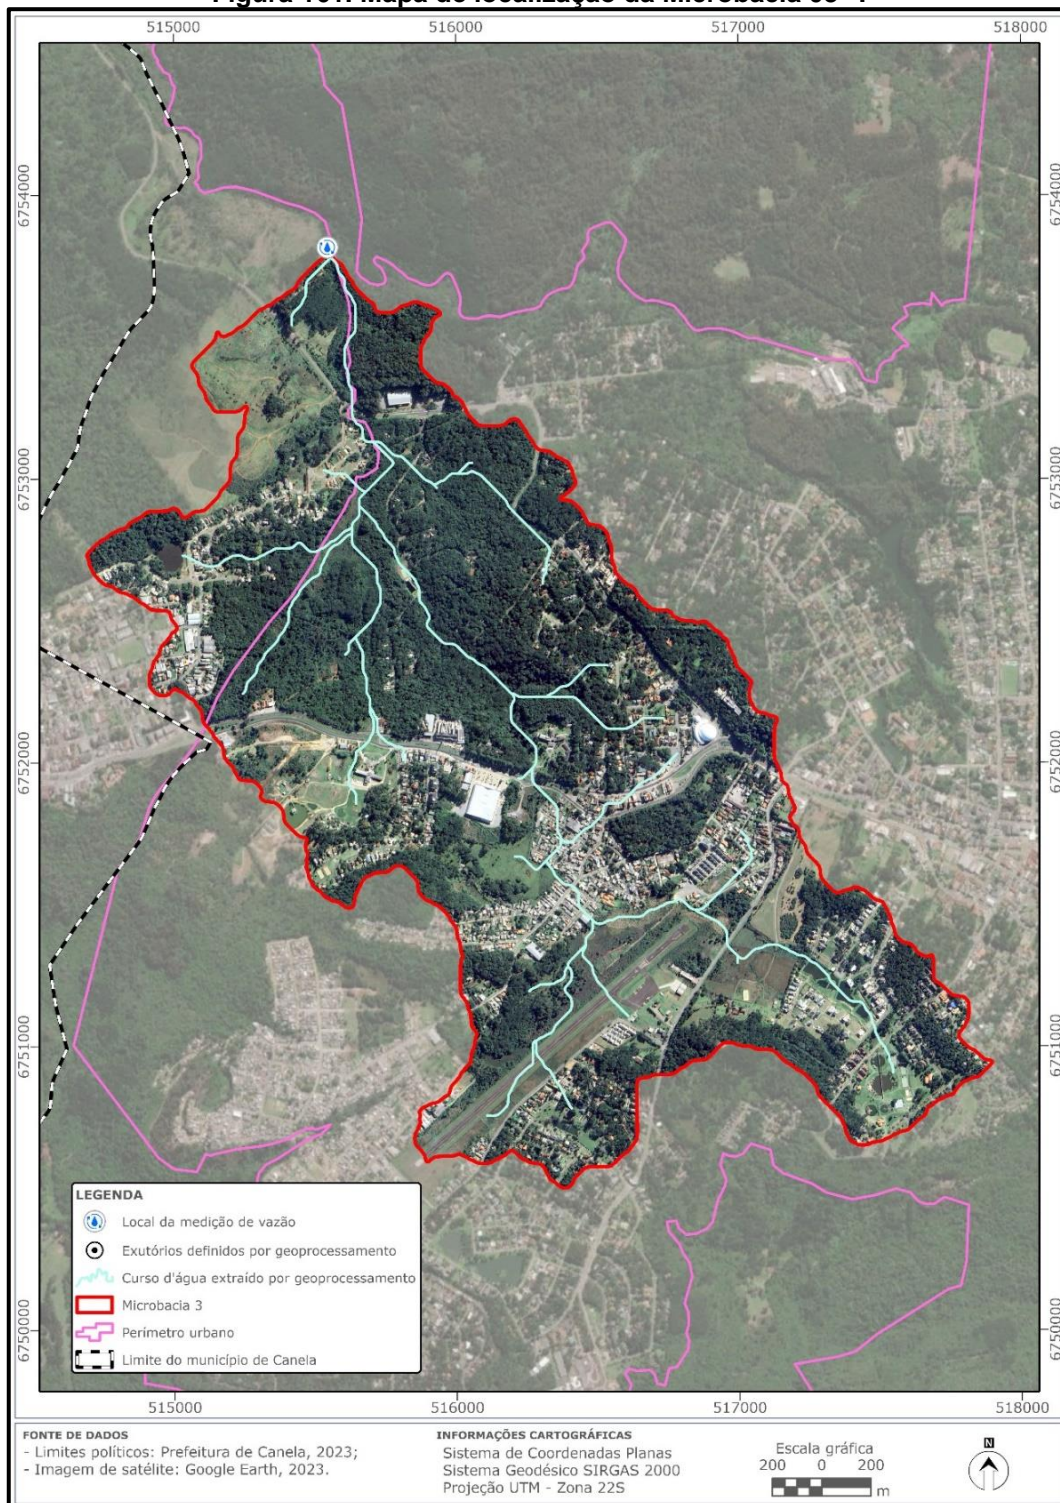 515000 516000 517000 518000
6754000 6754000
6753000 6753000
6752000 6752000
6751000 6751000
6750000 6750000
LEGENDA
Local da medição de vazão
Exutórios definidos por geoprocessamento
Curso d'água extraído por geoprocessamento
Microbacia 3
Perímetro urbano
Limite do município de Canela
515000 516000 517000 518000
FONTE DE DADOS
- Limites políticos: Prefeitura de Canela, 2023;
- Imagem de satélite: Google Earth, 2023.
INFORMAÇÕES CARTOGRÁFICAS
Sistema de Coordenadas Planas
Sistema Geodésico SIRGAS 2000
Projeção UTM - Zona 22S
Escala gráfica
200 0 200
m
N